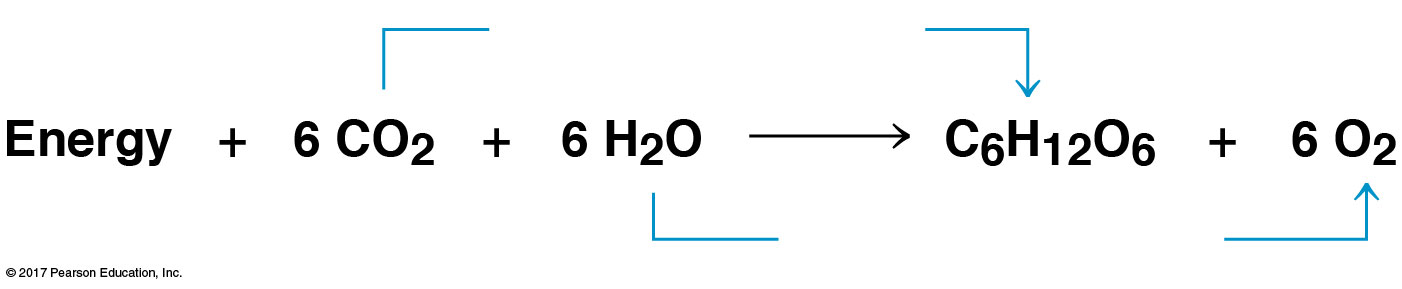 Energy + 6 CO₂ + 6 H₂O ⟶ C₆H₁₂O₆ + 6 O₂
© 2017 Pearson Education, Inc.